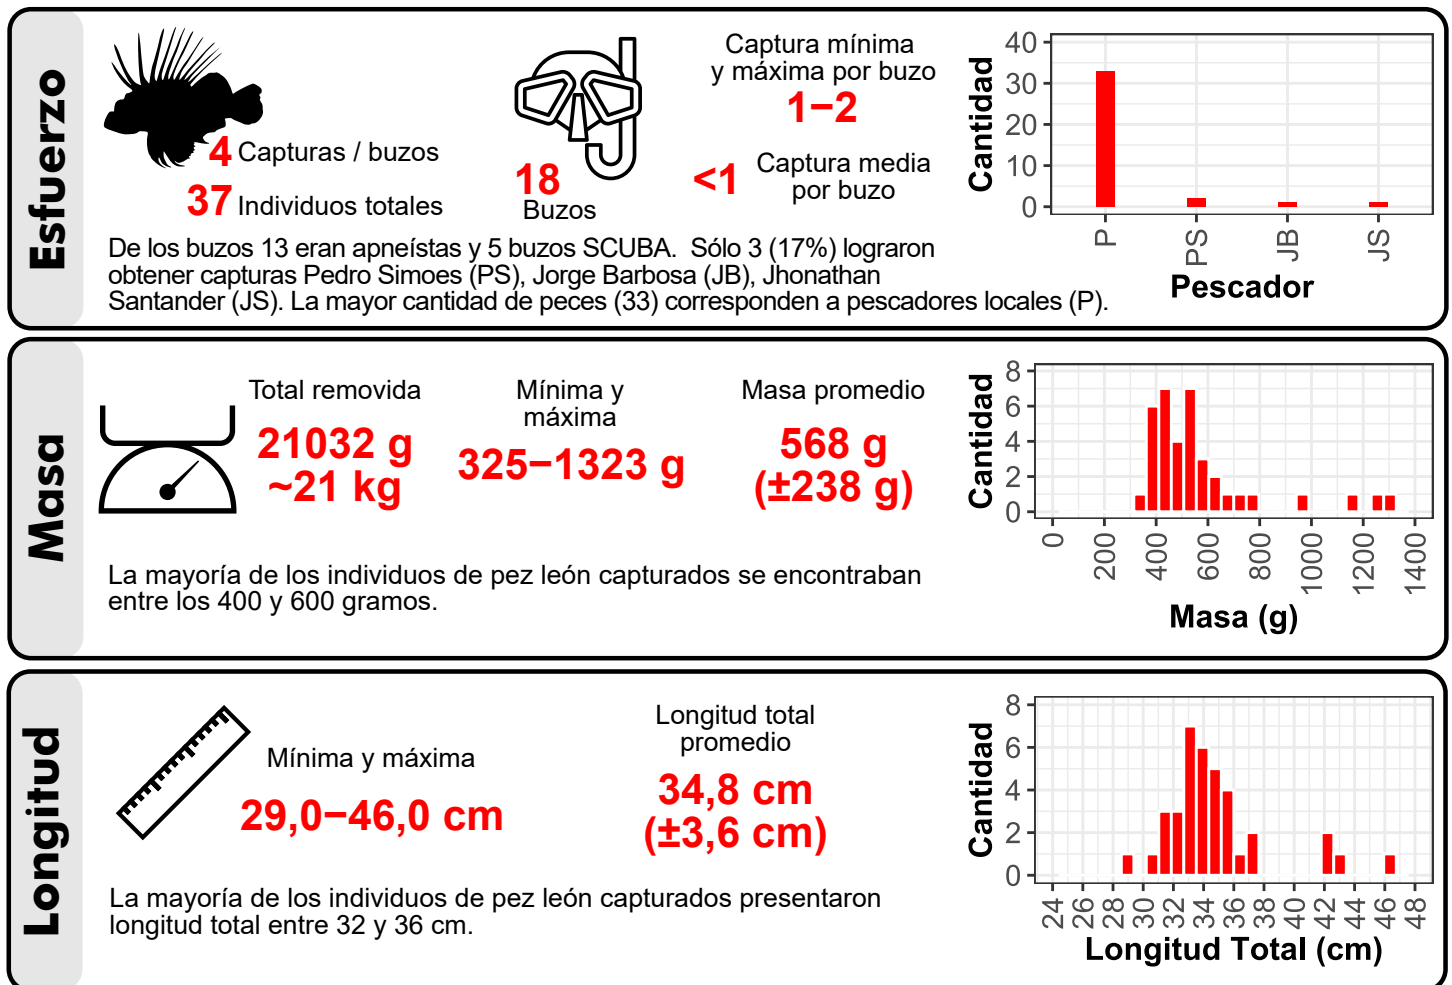 Esfuerzo
4 Capturas / buzos
37 Individuos totales
18
Buzos
Captura mínima
y máxima por buzo
1−2
<1 Captura media
por buzo
De los buzos 13 eran apneístas y 5 buzos SCUBA.  Sólo 3 (17%) lograron
obtener capturas Pedro Simoes (PS), Jorge Barbosa (JB), Jhonathan
Santander (JS). La mayor cantidad de peces (33) corresponden a pescadores locales (P).
Cantidad
40
30
20
10
0
P
PS
JB
JS
Pescador
Masa
Total removida
21032 g
~21 kg
Mínima y
máxima
325−1323 g
Masa promedio
568 g
(±238 g)
La mayoría de los individuos de pez león capturados se encontraban
entre los 400 y 600 gramos.
Cantidad
8
6
4
2
0
0
200
400
600
800
1000
1200
1400
Masa (g)
Longitud
Mínima y máxima
29,0−46,0 cm
Longitud total
promedio
34,8 cm
(±3,6 cm)
La mayoría de los individuos de pez león capturados presentaron
longitud total entre 32 y 36 cm.
Cantidad
8
6
4
2
0
24
26
28
30
32
34
36
38
40
42
44
46
48
Longitud Total (cm)